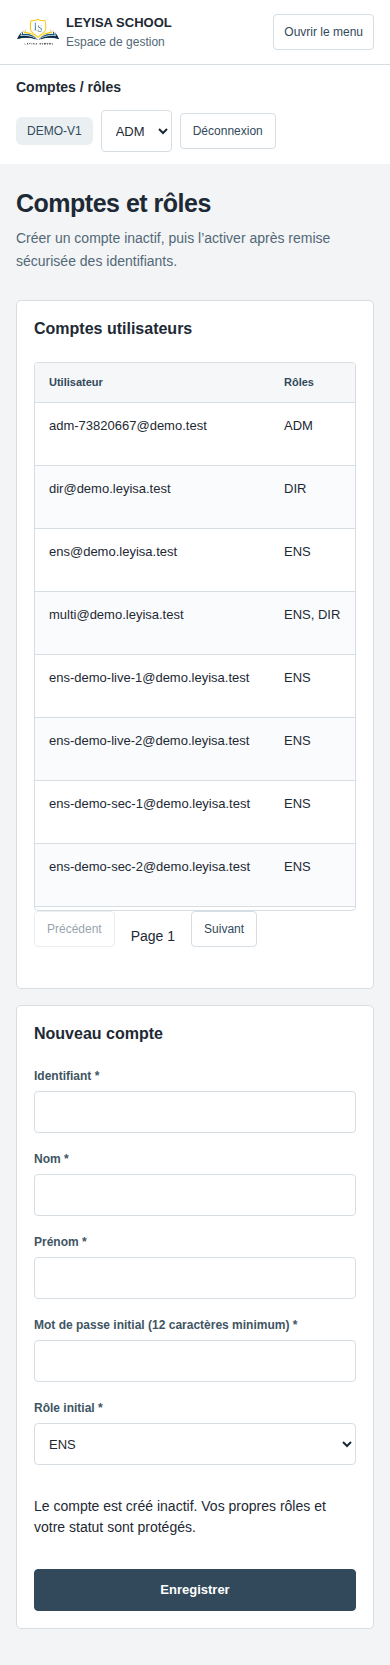 LEYISA SCHOOL
Espace de gestion
Ouvrir le menu
Comptes / rôles
DEMO-V1
ADM
Déconnexion
Comptes et rôles
Créer un compte inactif, puis l’activer après remise
sécurisée des identifiants.
Comptes utilisateurs
Utilisateur Rôles
adm-73820667@demo.test ADM
dir@demo.leyisa.test DIR
ens@demo.leyisa.test ENS
multi@demo.leyisa.test ENS, DIR
ens-demo-live-1@demo.leyisa.test ENS
ens-demo-live-2@demo.leyisa.test ENS
ens-demo-sec-1@demo.leyisa.test ENS
ens-demo-sec-2@demo.leyisa.test ENS
Précédent Page 1 Suivant
Nouveau compte
Identifiant *
Nom *
Prénom *
Mot de passe initial (12 caractères minimum) *
Rôle initial *
ENS
Le compte est créé inactif. Vos propres rôles et
votre statut sont protégés.
Enregistrer